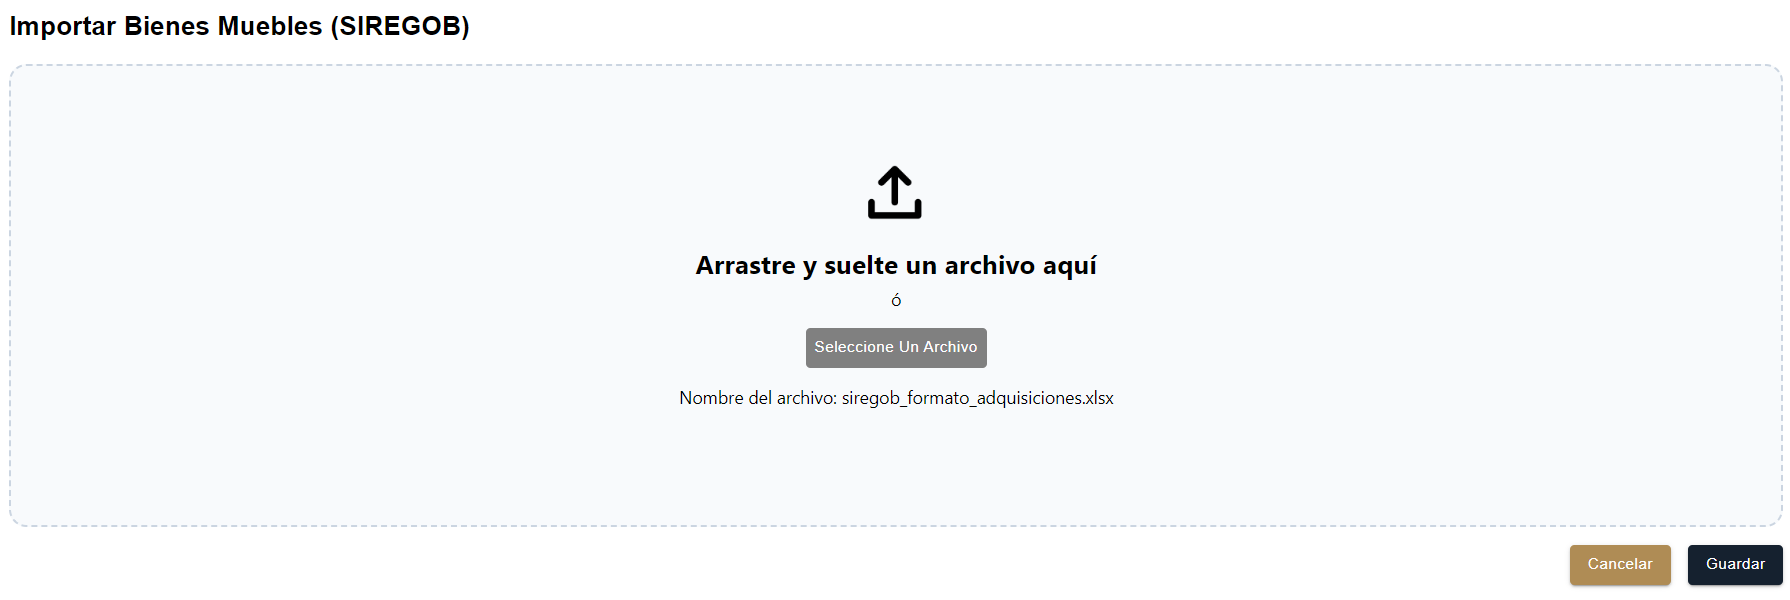 Importar Bienes Muebles (SIREGOB)
Arrastre y suelte un archivo aquí
ó
Seleccione Un Archivo
Nombre del archivo: siregob_formato_adquisiciones.xlsx
Cancelar
Guardar